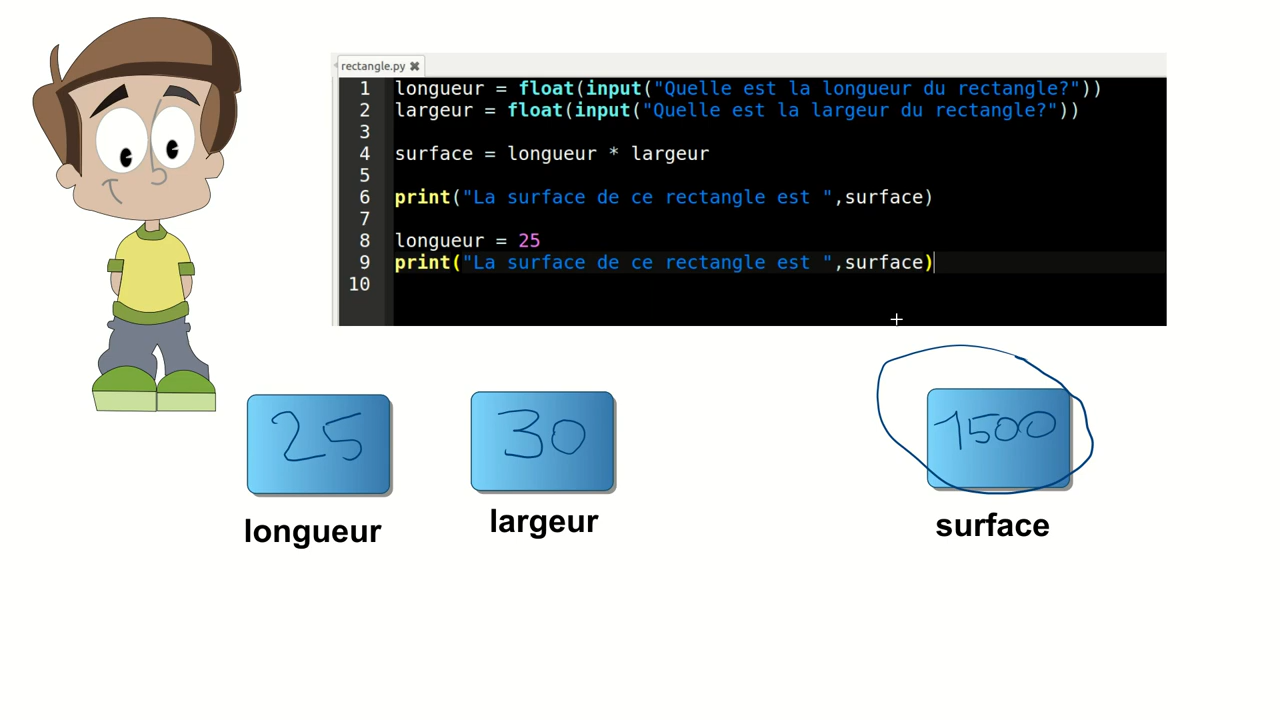 rectangle.py
1 longueur = float(input("Quelle est la longueur du rectangle?"))
2 largeur = float(input("Quelle est la largeur du rectangle?"))
3
4 surface = longueur * largeur
5
6 print("La surface de ce rectangle est ",surface)
7
8 longueur = 25
9 print("La surface de ce rectangle est ",surface)
10
25 30 1500
longueur largeur surface